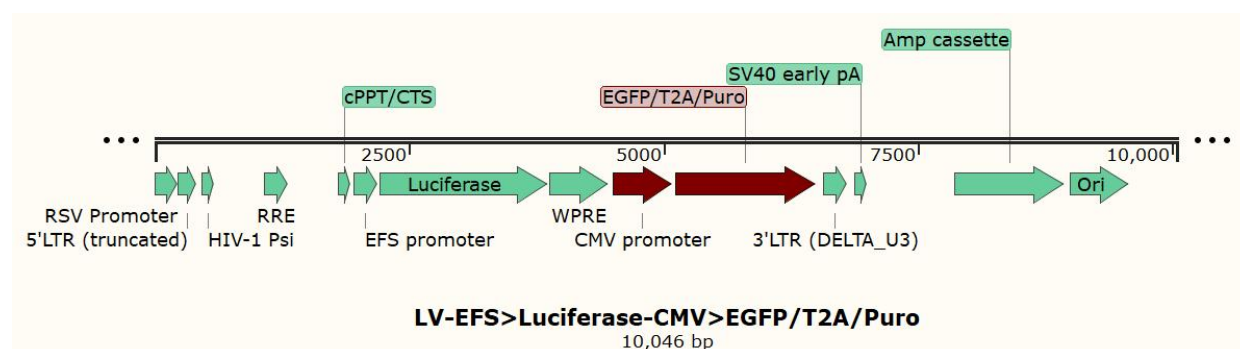 Amp cassette
SV40 early pA
cPPT/CTS EGFP/T2A/Puro
2500 5000 7500 10,000
Luciferase Ori
RSV Promoter RRE WPRE
5'LTR (truncated) HIV-1 Psi EFS promoter CMV promoter 3'LTR (DELTA_U3)
LV-EFS>Luciferase-CMV>EGFP/T2A/Puro
10,046 bp